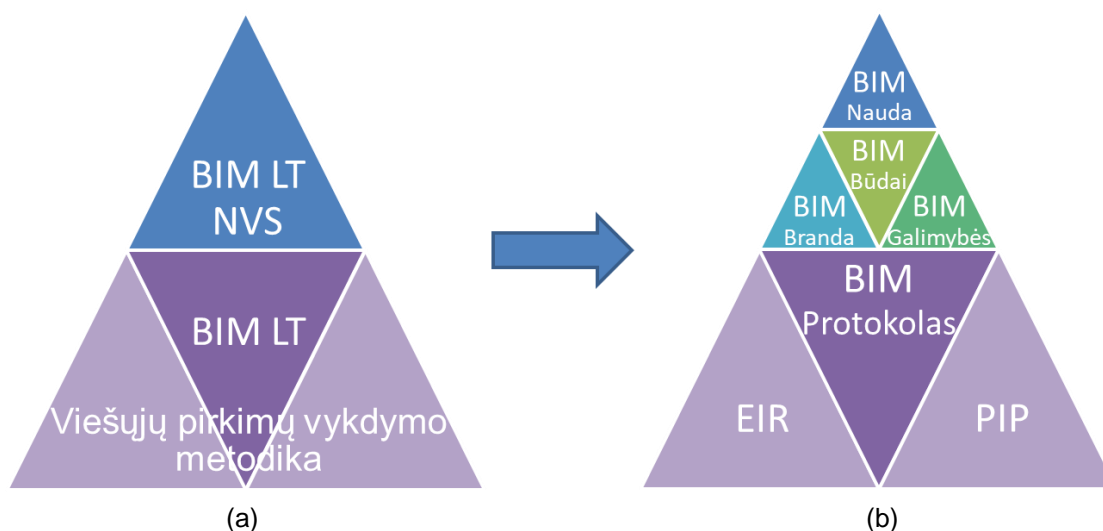 BIM LT
NVS
BIM LT
Viešųjų pirkimų vykdymo
metodika
(a)
BIM
Nauda
BIM
Būdai
BIM
Branda
BIM
Galimybės
BIM
Protokolas
EIR
PIP
(b)